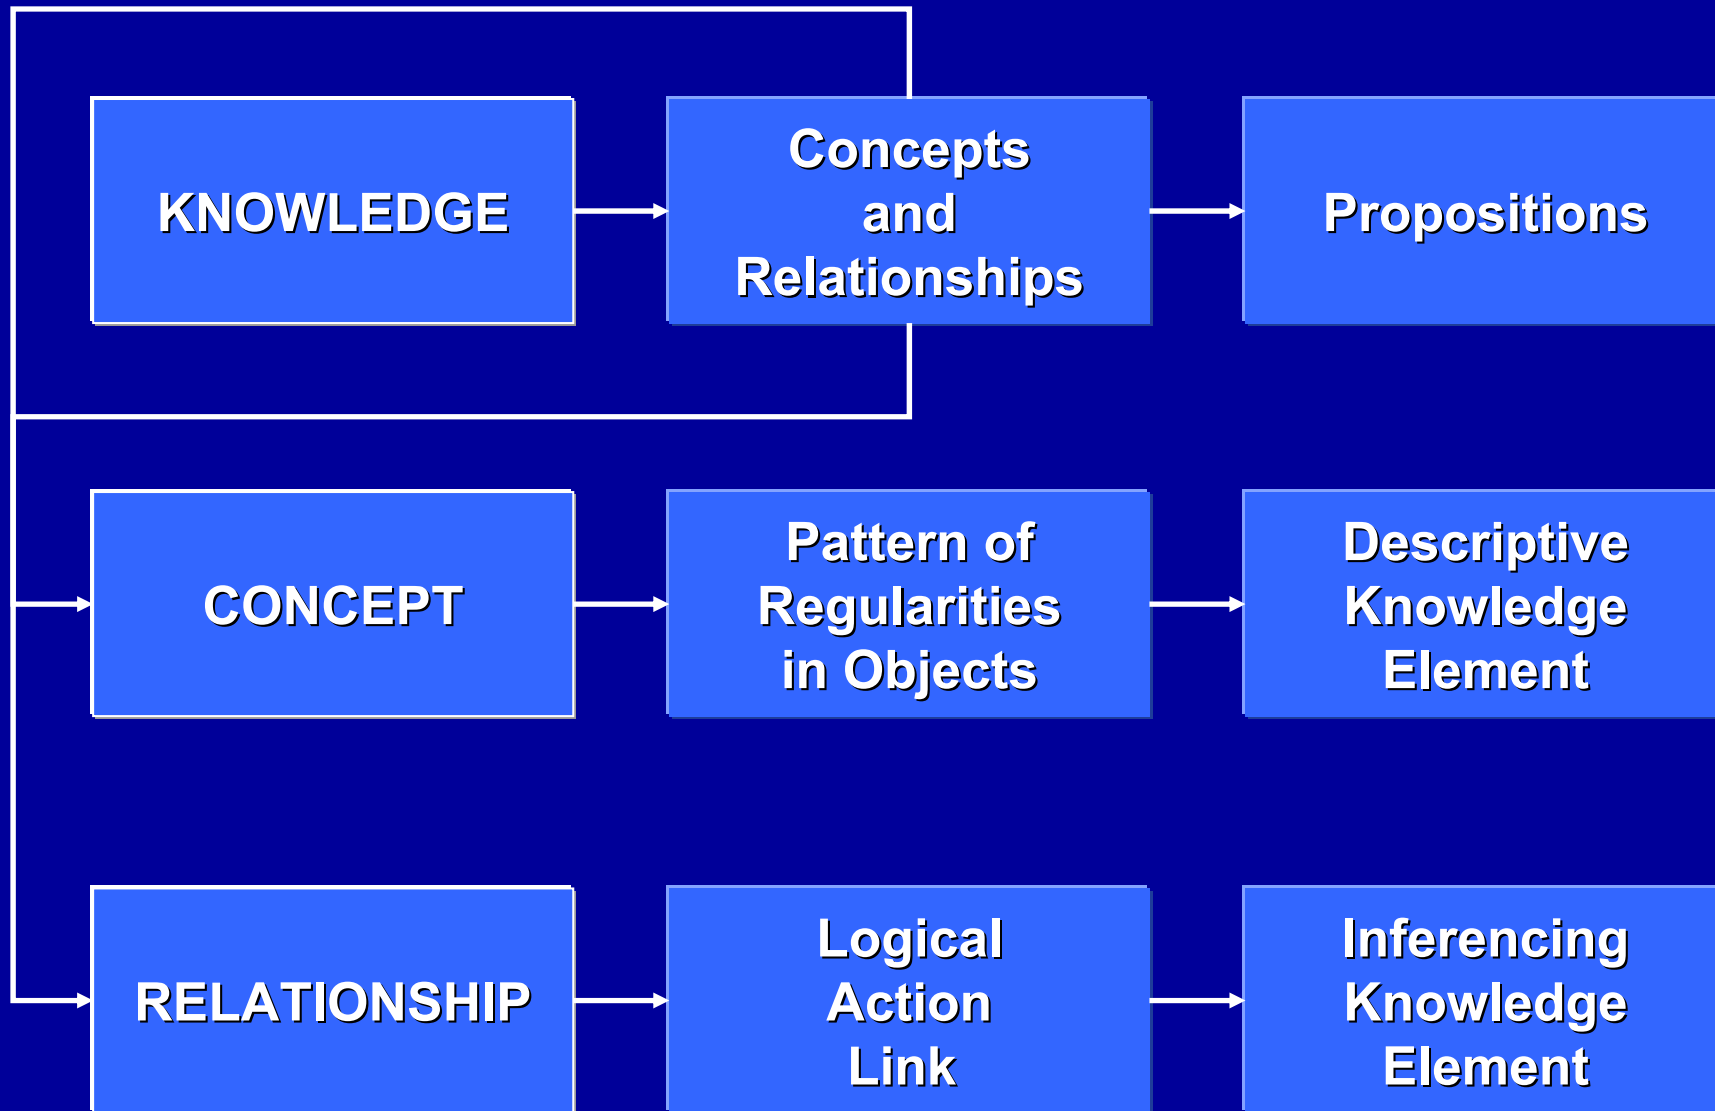 KNOWLEDGE
Concepts
and
Relationships
Propositions
CONCEPT
Pattern of
Regularities
in Objects
Descriptive
Knowledge
Element
RELATIONSHIP
Logical
Action
Link
Inferencing
Knowledge
Element